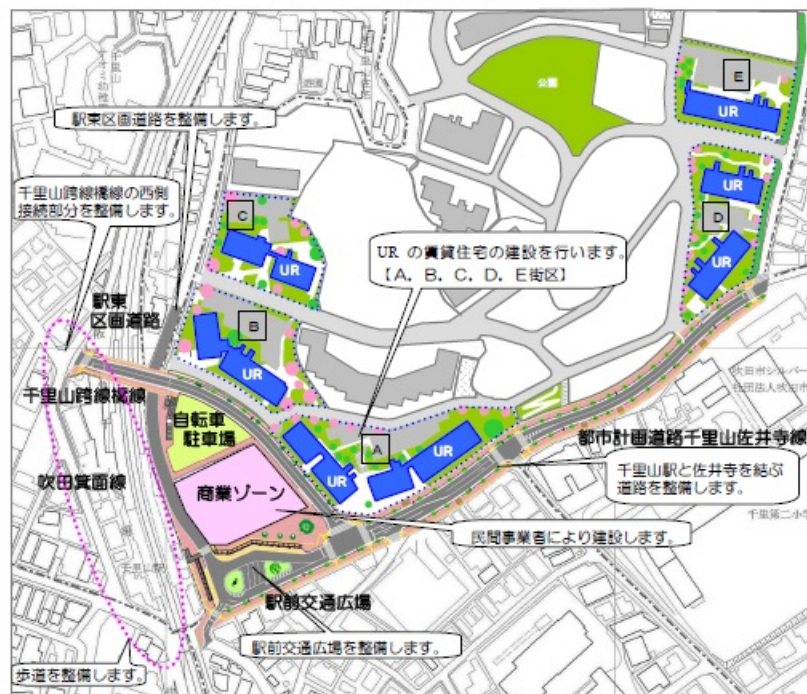 公園
E
UR
駅東区画道路を整備します。
千里山跨線橋線の西側
接続部分を整備します。
UR
D
UR
C
UR
UR の賃貸住宅の建設を行います。
【A, B, C, D, E街区】
駅東
区画道路
B
UR
千里山跨線橋線
自転車
駐車場
A
UR
UR
都市計画道路千里山佐井寺線
千里山駅と佐井寺を結ぶ
道路を整備します。
吹田箕面線
商業ゾーン
千里第二小
民間事業者により建設します。
駅前交通広場
駅前交通広場を整備します。
歩道を整備します。